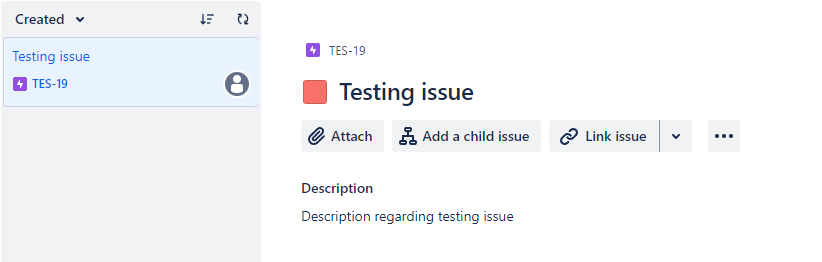 Created
Testing issue
TES-19
TES-19
Testing issue
Attach
Add a child issue
Link issue
Description
Description regarding testing issue